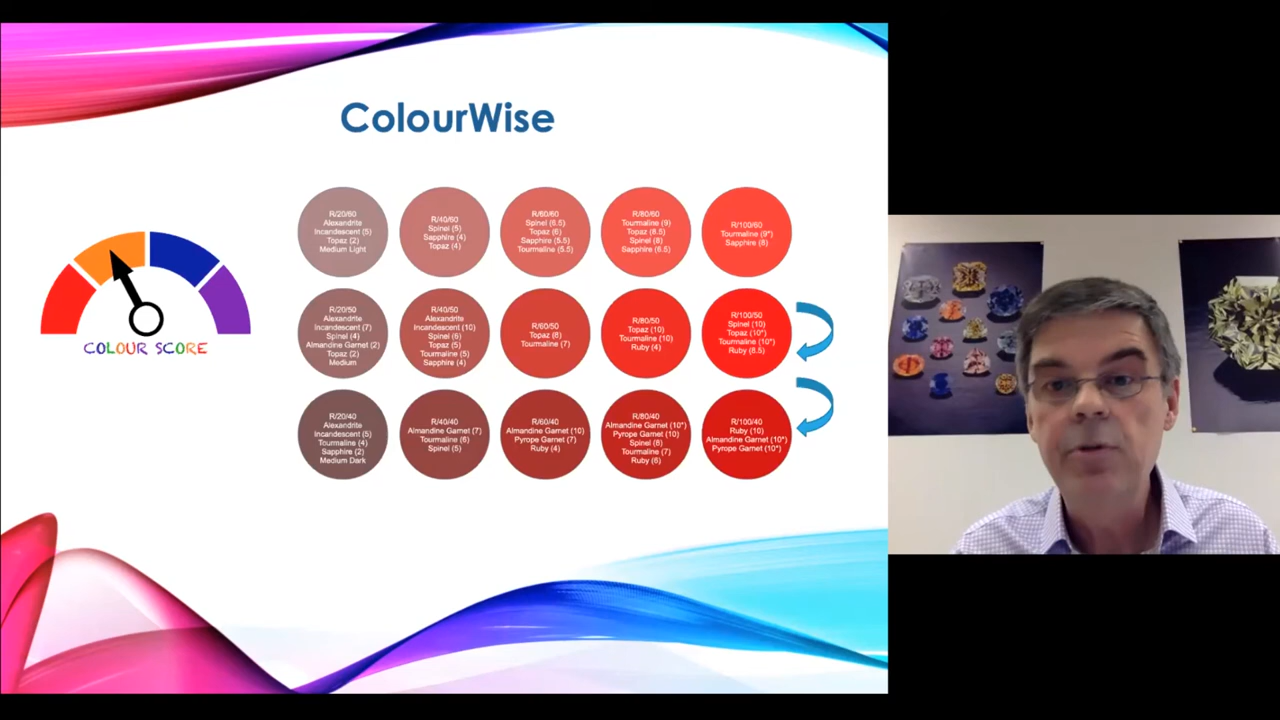 ColourWise
COLOUR SCORE
R/20/60
Alexandrite
Incandescent (5)
Topaz (2)
Medium Light
R/40/60
Spinel (5)
Sapphire (4)
Topaz (4)
R/60/60
Spinel (6.5)
Topaz (6)
Sapphire (5.5)
Tourmaline (5.5)
R/80/60
Tourmaline (9)
Topaz (8.5)
Spinel (8)
Sapphire (6.5)
R/100/60
Tourmaline (9*)
Sapphire (8)
R/20/50
Alexandrite
Incandescent (7)
Spinel (4)
Almandine Garnet (2)
Topaz (2)
Medium
R/40/50
Alexandrite
Incandescent (10)
Spinel (6)
Topaz (5)
Tourmaline (5)
Sapphire (4)
R/60/50
Topaz (8)
Tourmaline (7)
R/80/50
Topaz (10)
Tourmaline (10)
Ruby (4)
R/100/50
Spinel (10)
Topaz (10*)
Tourmaline (10*)
Ruby (8.5)
R/20/40
Alexandrite
Incandescent (5)
Tourmaline (4)
Sapphire (2)
Medium Dark
R/40/40
Almandine Garnet (7)
Tourmaline (6)
Spinel (5)
R/60/40
Almandine Garnet (10)
Pyrope Garnet (7)
Ruby (4)
R/80/40
Almandine Garnet (10*)
Pyrope Garnet (10)
Spinel (8)
Tourmaline (7)
Ruby (6)
R/100/40
Ruby (10)
Almandine Garnet (10*)
Pyrope Garnet (10*)